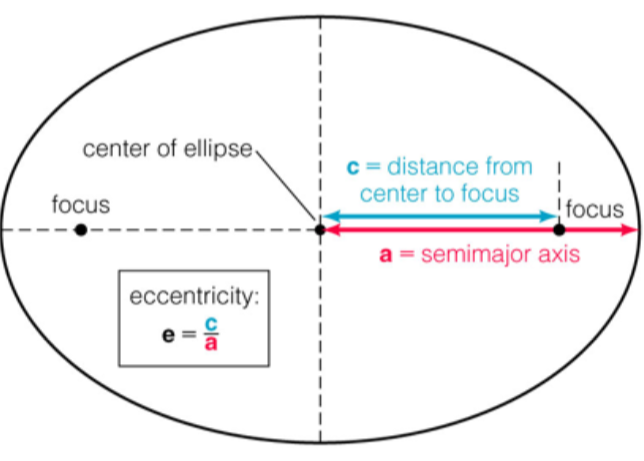 center of ellipse
c = distance from
center to focus
focus
focus
a = semimajor axis
eccentricity:
e = c/a